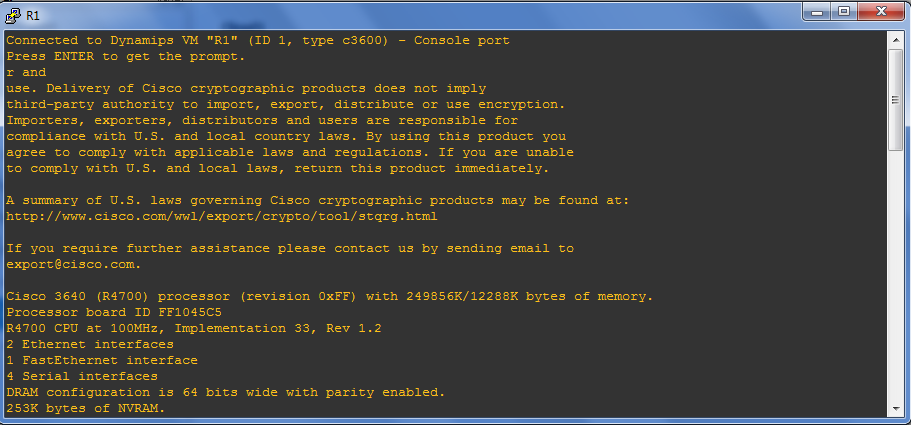 R1
Connected to Dynamips VM "R1" (ID 1, type c3600) - Console port
Press ENTER to get the prompt.
r and
use. Delivery of Cisco cryptographic products does not imply
third-party authority to import, export, distribute or use encryption.
Importers, exporters, distributors and users are responsible for
compliance with U.S. and local country laws. By using this product you
agree to comply with applicable laws and regulations. If you are unable
to comply with U.S. and local laws, return this product immediately.
A summary of U.S. laws governing Cisco cryptographic products may be found at:
http://www.cisco.com/wwl/export/crypto/tool/stqrg.html
If you require further assistance please contact us by sending email to
export@cisco.com.
Cisco 3640 (R4700) processor (revision 0xFF) with 249856K/12288K bytes of memory.
Processor board ID FF1045C5
R4700 CPU at 100MHz, Implementation 33, Rev 1.2
2 Ethernet interfaces
1 FastEthernet interface
4 Serial interfaces
DRAM configuration is 64 bits wide with parity enabled.
253K bytes of NVRAM.